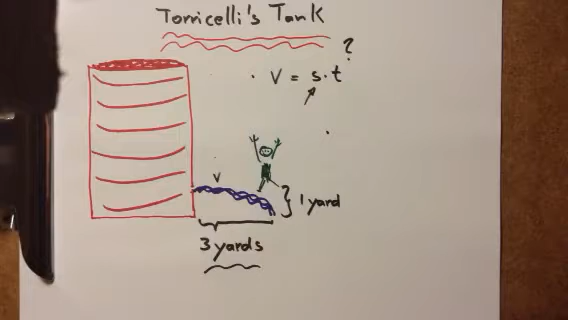 Torricelli's Tank
?
V = s.t
V
1 yard
3 yards